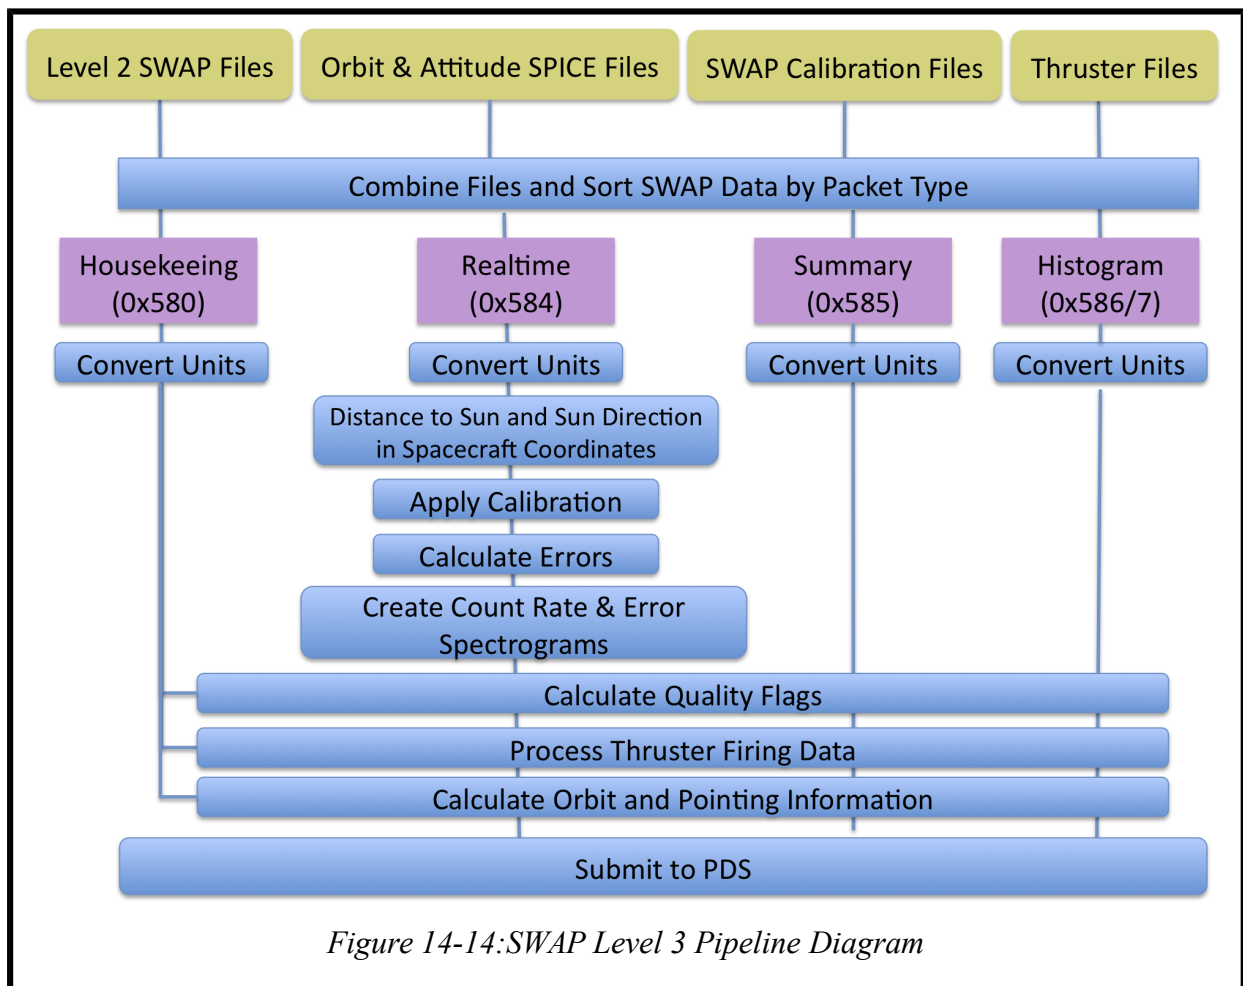 Level 2 SWAP Files
Orbit & Attitude SPICE Files
SWAP Calibration Files
Thruster Files
Combine Files and Sort SWAP Data by Packet Type
Housekeeing
(0x580)
Realtime
(0x584)
Summary
(0x585)
Histogram
(0x586/7)
Convert Units
Convert Units
Convert Units
Convert Units
Distance to Sun and Sun Direction
in Spacecraft Coordinates
Apply Calibration
Calculate Errors
Create Count Rate & Error
Spectrograms
Calculate Quality Flags
Process Thruster Firing Data
Calculate Orbit and Pointing Information
Submit to PDS
Figure 14-14:SWAP Level 3 Pipeline Diagram